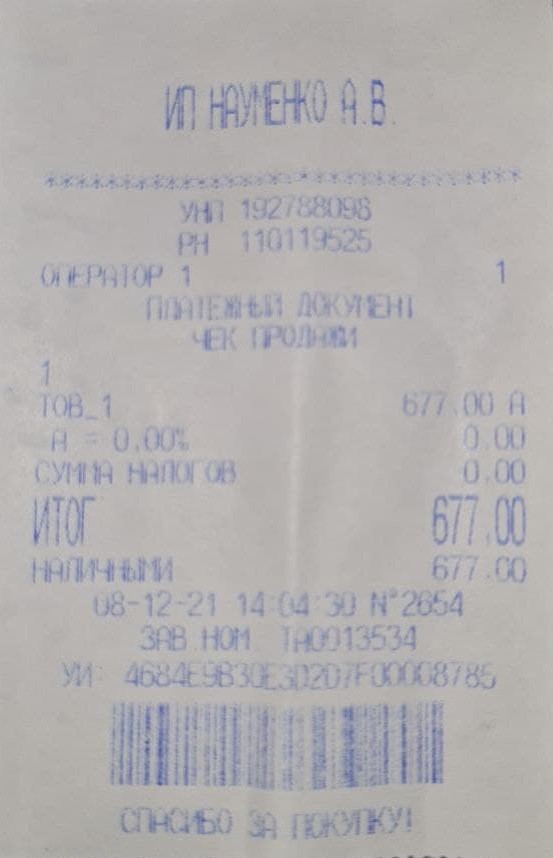 ИП НАУМЕНКО А.В.
************************************
УНП 192788098
РН 110119525
ОПЕРАТОР 1 1
ПЛАТЕЖНЫЙ ДОКУМЕНТ
ЧЕК ПРОДАЖИ
1
ТОВ_1 677.00 А
А = 0.00% 0.00
СУММА НАЛОГОВ 0.00
ИТОГ 677.00
НАЛИЧНЫМИ 677.00
08-12-21 14:04:30 N°2654
ЗАВ.НОМ. ТА0013534
УИ: 4684E9B30E3D207F00008785
СПАСИБО ЗА ПОКУПКУ!